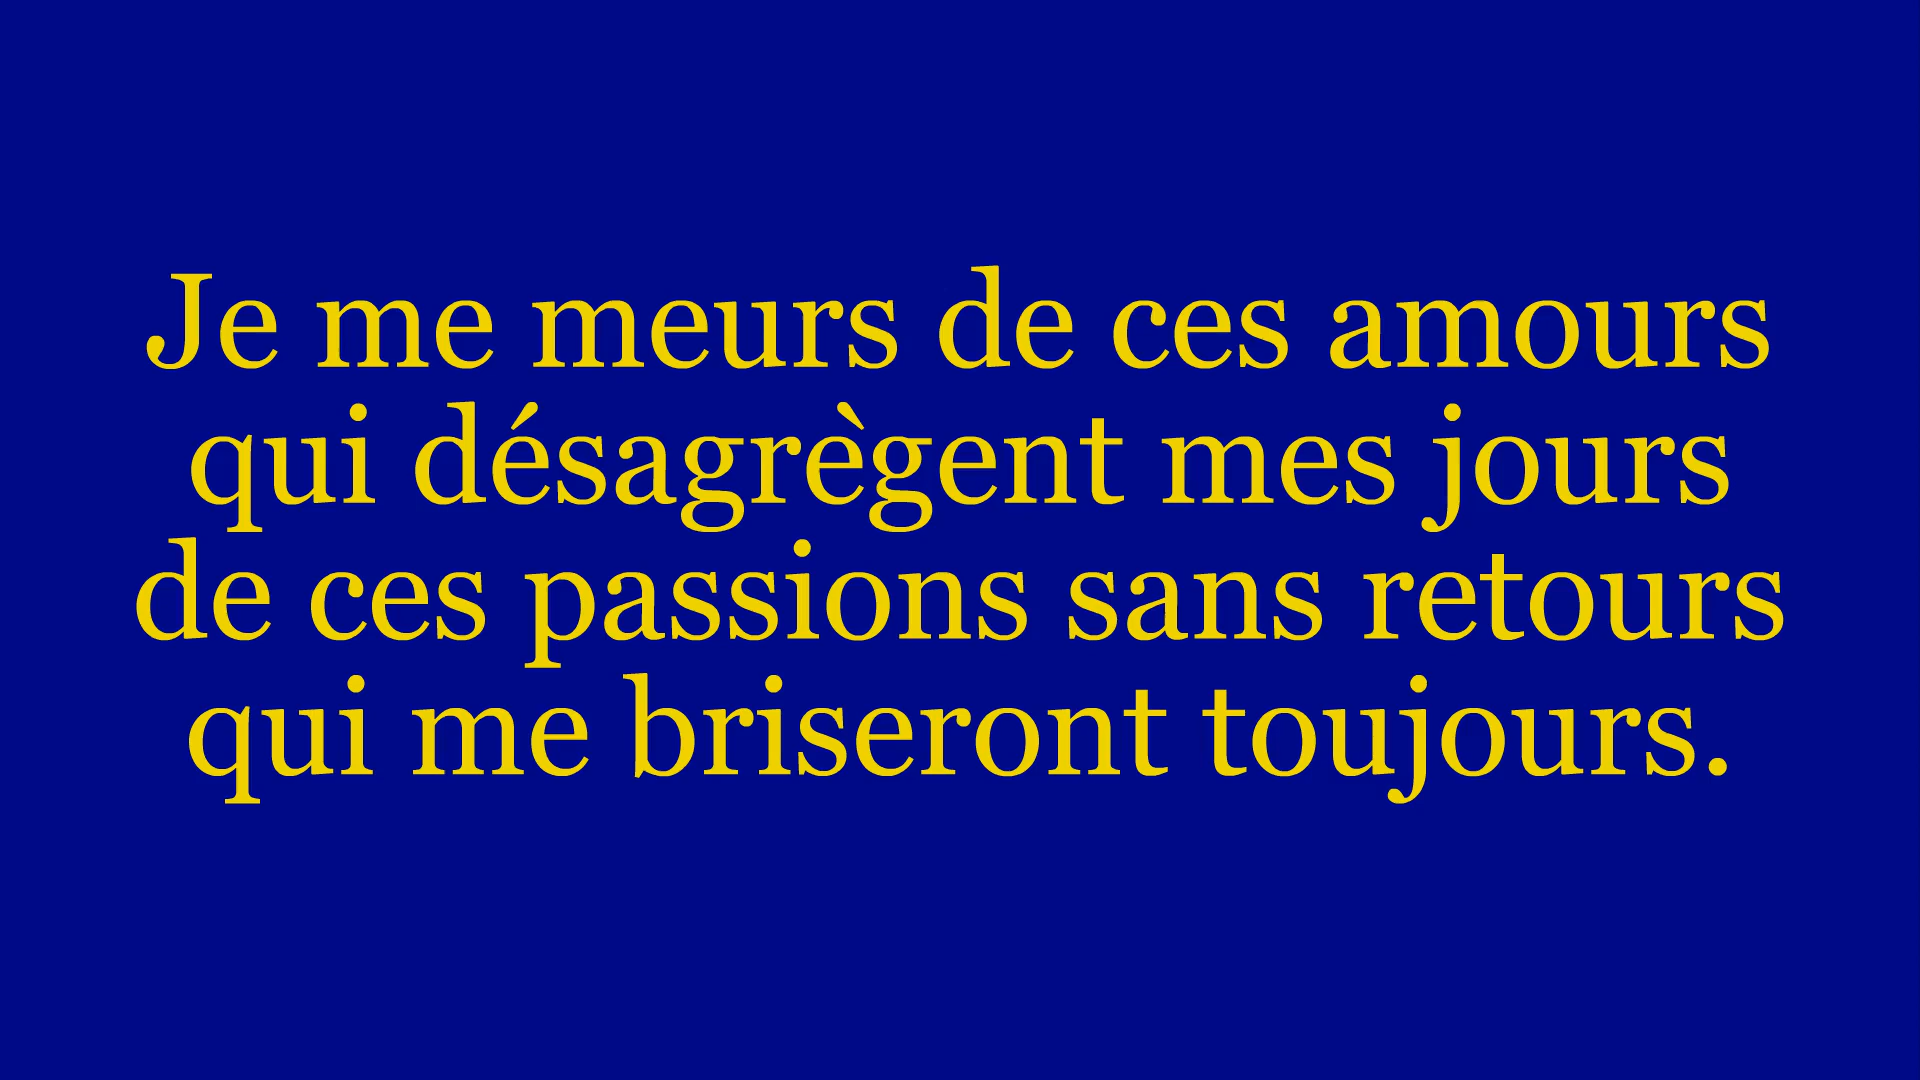 Je me meurs de ces amours
qui désagrègent mes jours
de ces passions sans retours
qui me briseront toujours.